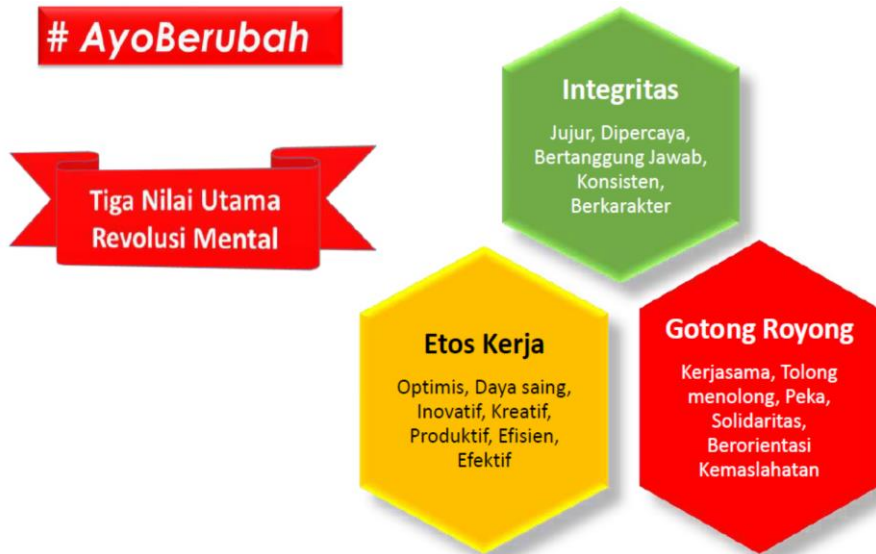 # AyoBerubah
Tiga Nilai Utama
Revolusi Mental
Integritas
Jujur, Dipercaya,
Bertanggung Jawab,
Konsisten,
Berkarakter
Etos Kerja
Optimis, Daya saing,
Inovatif, Kreatif,
Produktif, Efisien,
Efektif
Gotong Royong
Kerjasama, Tolong
menolong, Peka,
Solidaritas,
Berorientasi
Kemaslahatan